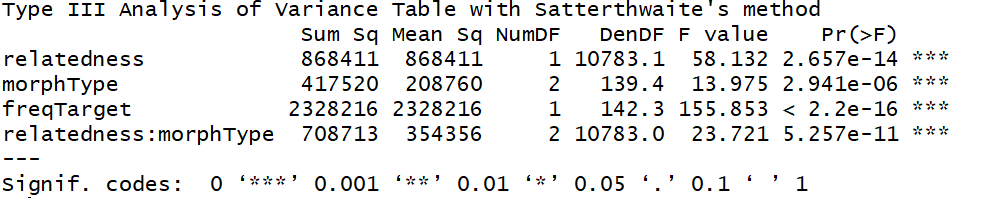 Type III Analysis of Variance Table with Satterthwaite's method
                     Sum Sq Mean Sq NumDF   DenDF F value    Pr(>F)    
relatedness          868411  868411     1 10783.1  58.132 2.657e-14 ***
morphType            417520  208760     2   139.4  13.975 2.941e-06 ***
freqTarget          2328216 2328216     1   142.3 155.853 < 2.2e-16 ***
relatedness:morphType 708713  354356     2 10783.0  23.721 5.257e-11 ***
---
Signif. codes:  0 ‘***’ 0.001 ‘**’ 0.01 ‘*’ 0.05 ‘.’ 0.1 ‘ ’ 1